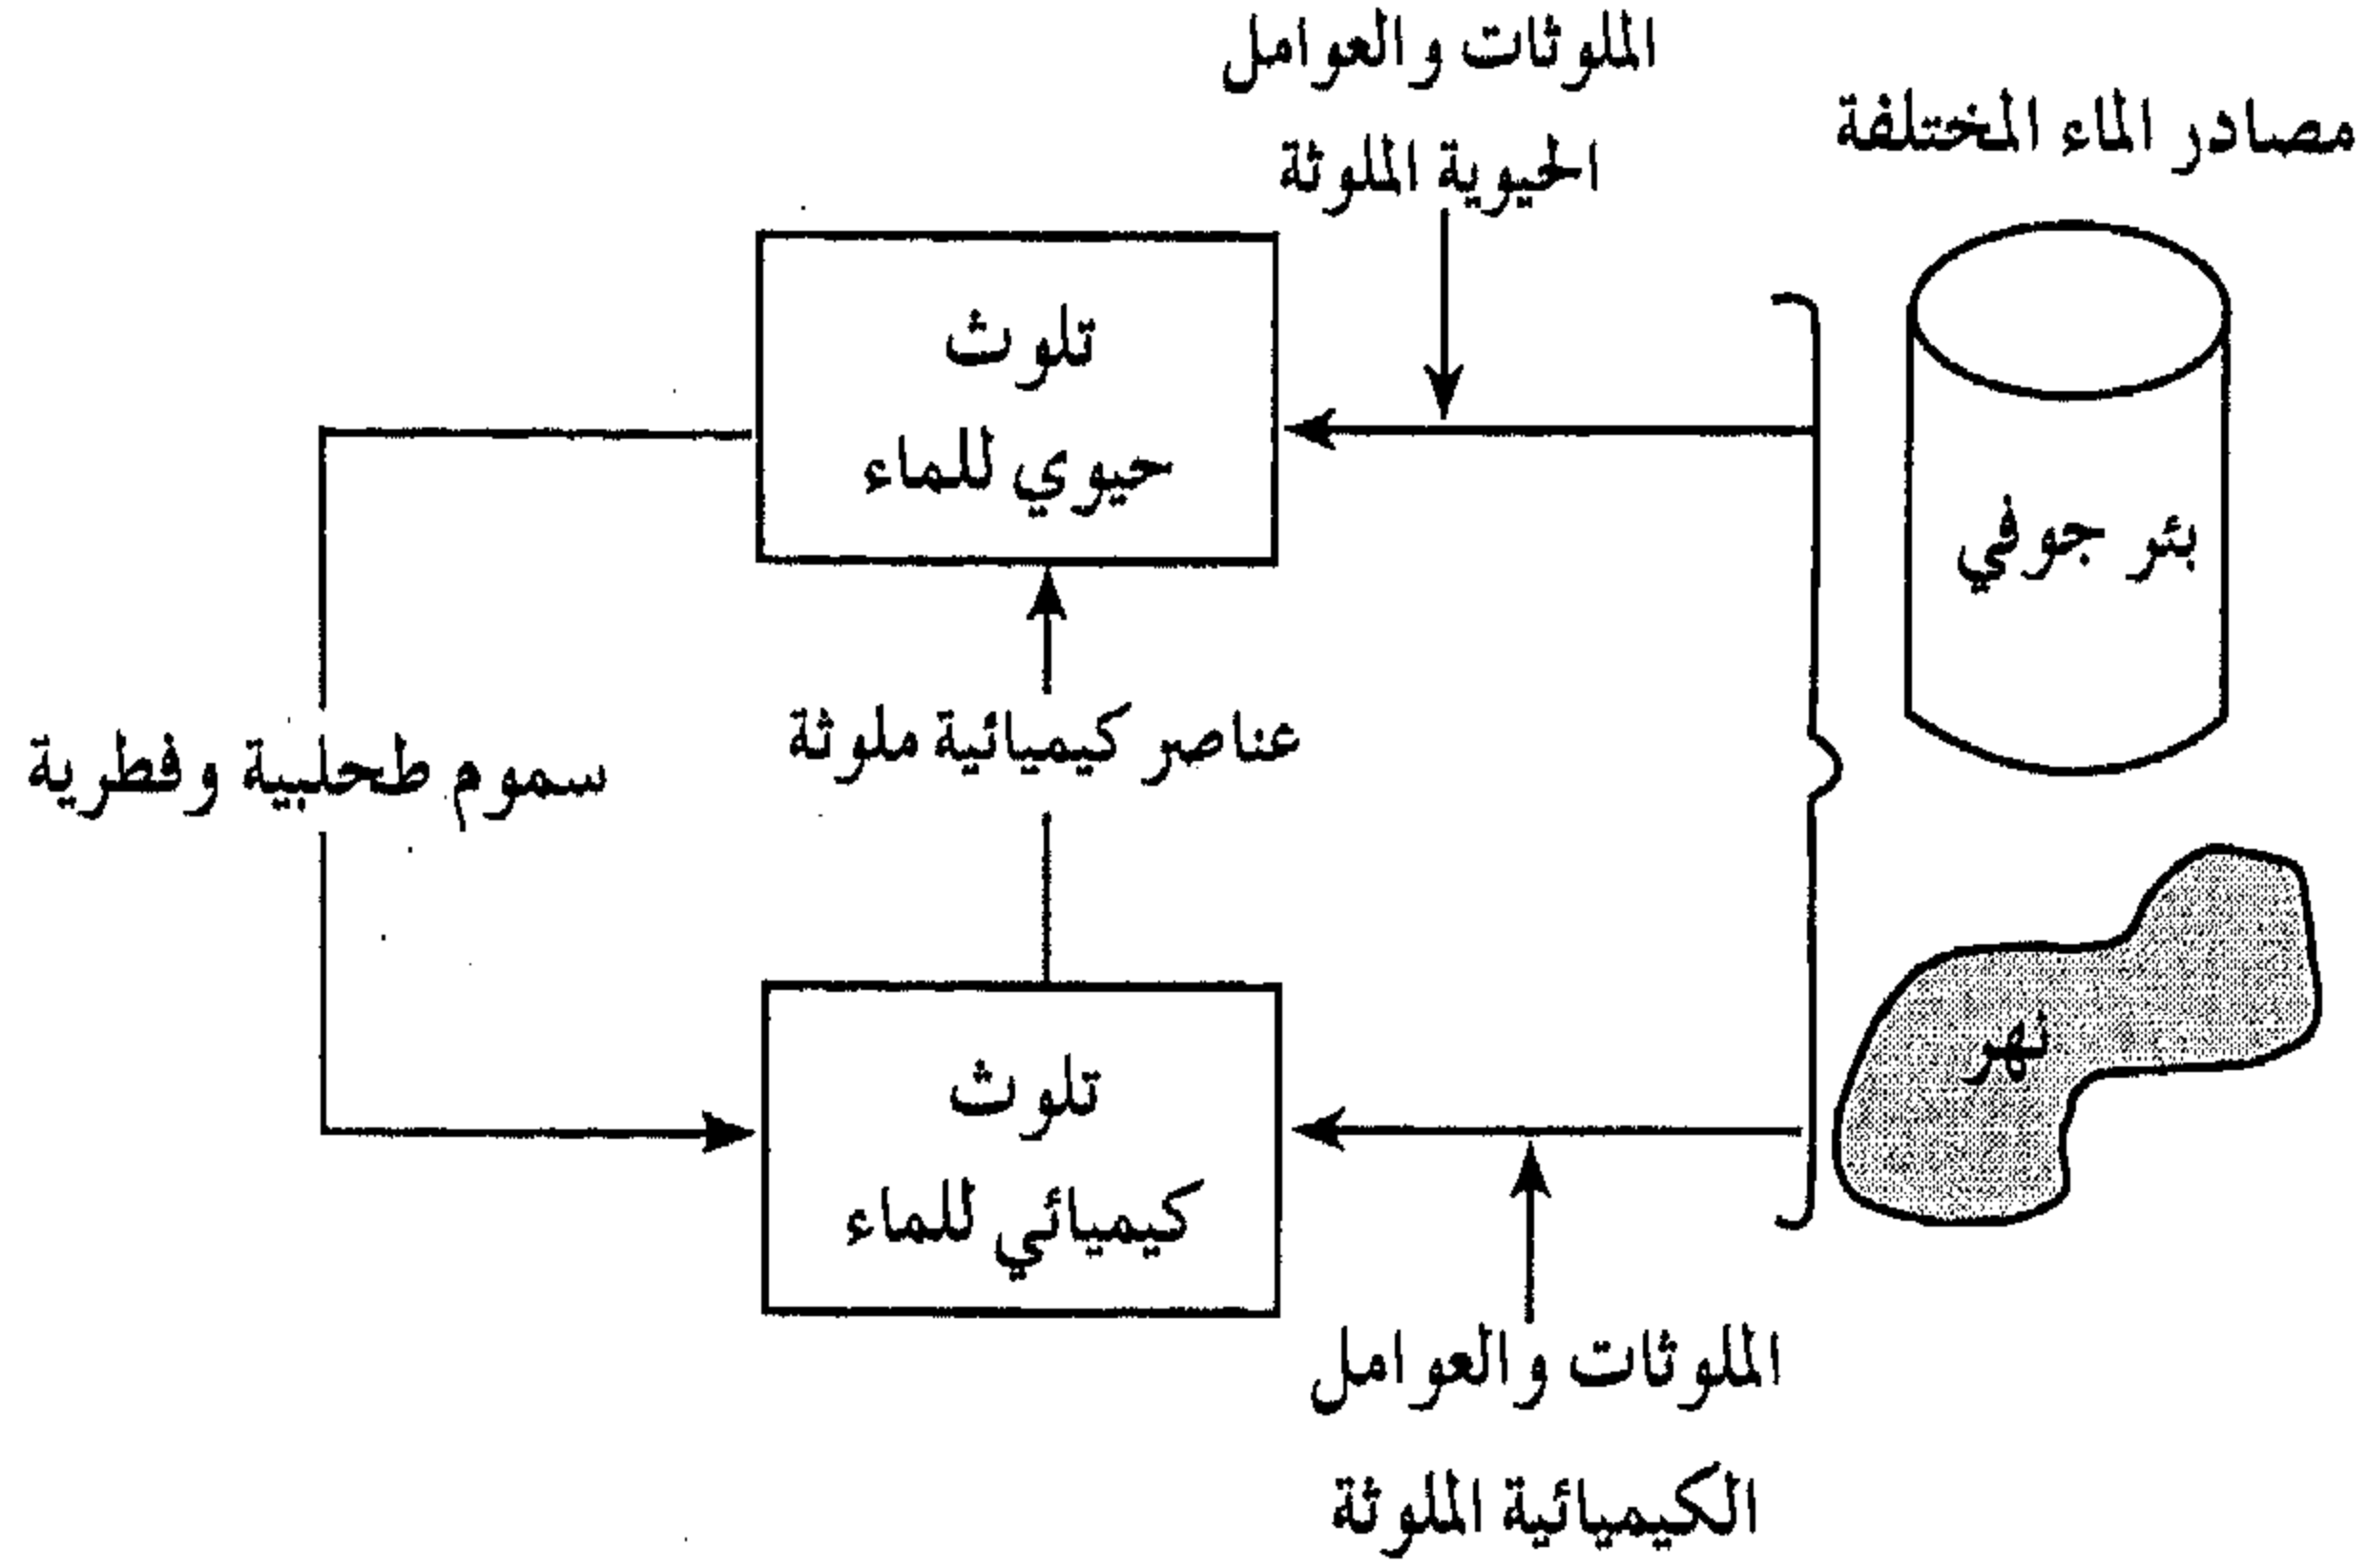 مصادر الماء المختلفة
بئر جوفي
نهر
الملوثات والعوامل
الحيوية الملوثة
تلوث
حيوي للماء
عناصر كيميائية ملوثة
سموم طحلبية وفطرية
تلوث
كيميائي للماء
الملوثات والعوامل
الكيميائية الملوثة